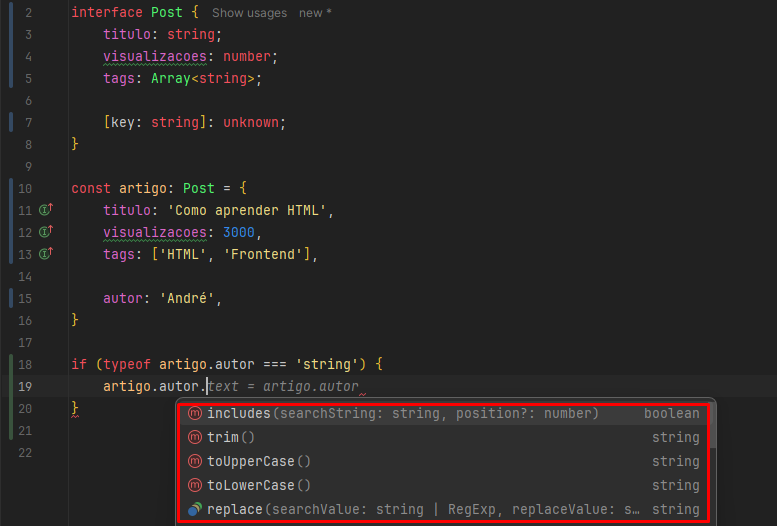 2 interface Post { Show usages new *
3 titulo: string;
4 visualizacoes: number;
5 tags: Array<string>;
6
7 [key: string]: unknown;
8 }
9
10 const artigo: Post = {
11 titulo: 'Como aprender HTML',
12 visualizacoes: 3000,
13 tags: ['HTML', 'Frontend'],
14
15 autor: 'André',
16 }
17
18 if (typeof artigo.autor === 'string') {
19 artigo.autor.text = artigo.autor
20 }
includes(searchString: string, position?: number) boolean
21
trim() string
22
toUpperCase() string
toLowerCase() string
replace(searchValue: string | RegExp, replaceValue: s... string